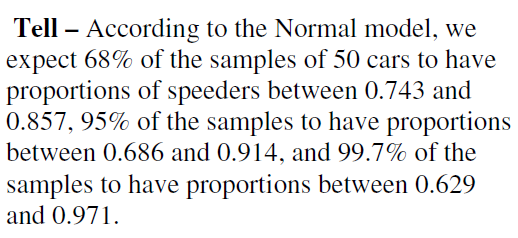 Tell – According to the Normal model, we
expect 68% of the samples of 50 cars to have
proportions of speeders between 0.743 and
0.857, 95% of the samples to have proportions
between 0.686 and 0.914, and 99.7% of the
samples to have proportions between 0.629
and 0.971.